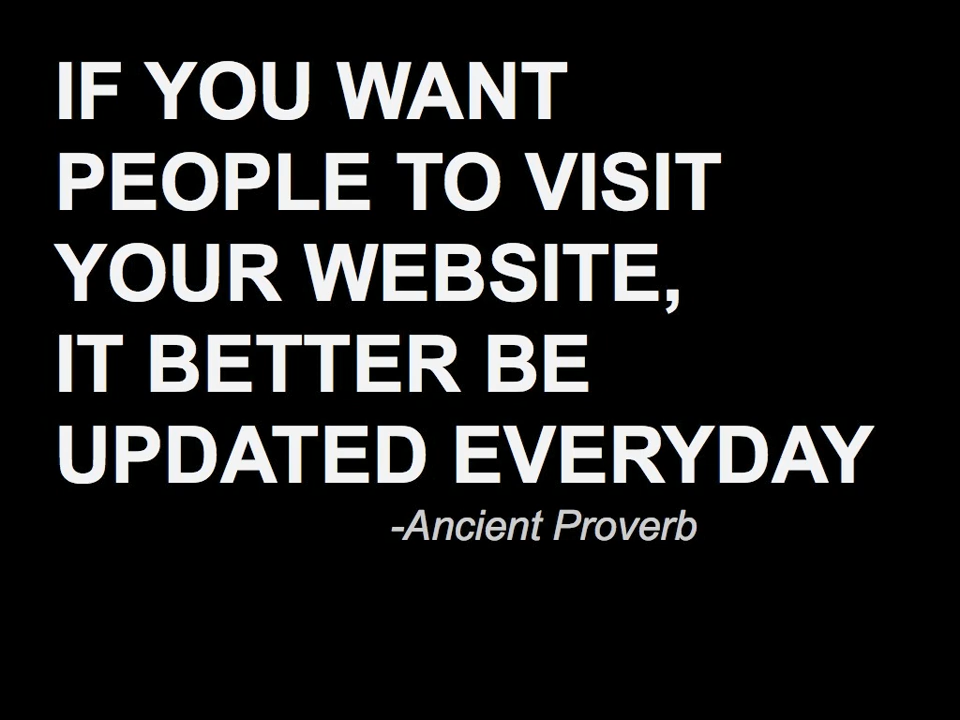 IF YOU WANT
PEOPLE TO VISIT
YOUR WEBSITE,
IT BETTER BE
UPDATED EVERYDAY
-Ancient Proverb